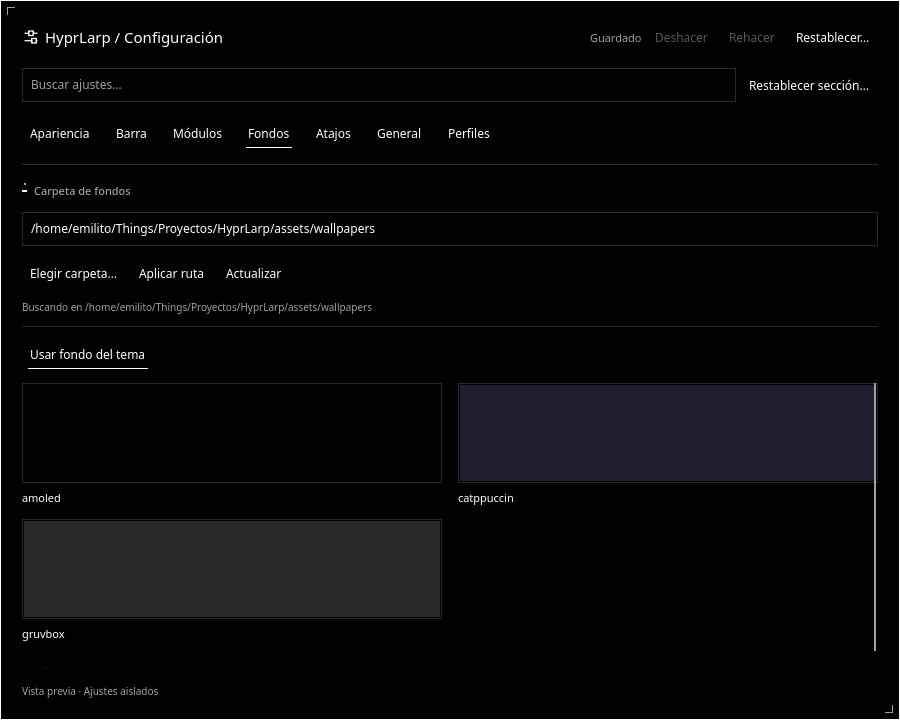 HyprLarp / Configuración
Guardado Deshacer Rehacer Restablecer...
Buscar ajustes...
Restablecer sección...
Apariencia Barra Módulos Fondos Atajos General Perfiles
Carpeta de fondos
/home/emilito/Things/Proyectos/HyprLarp/assets/wallpapers
Elegir carpeta... Aplicar ruta Actualizar
Buscando en /home/emilito/Things/Proyectos/HyprLarp/assets/wallpapers
Usar fondo del tema
amoled
catppuccin
gruvbox
Vista previa · Ajustes aislados